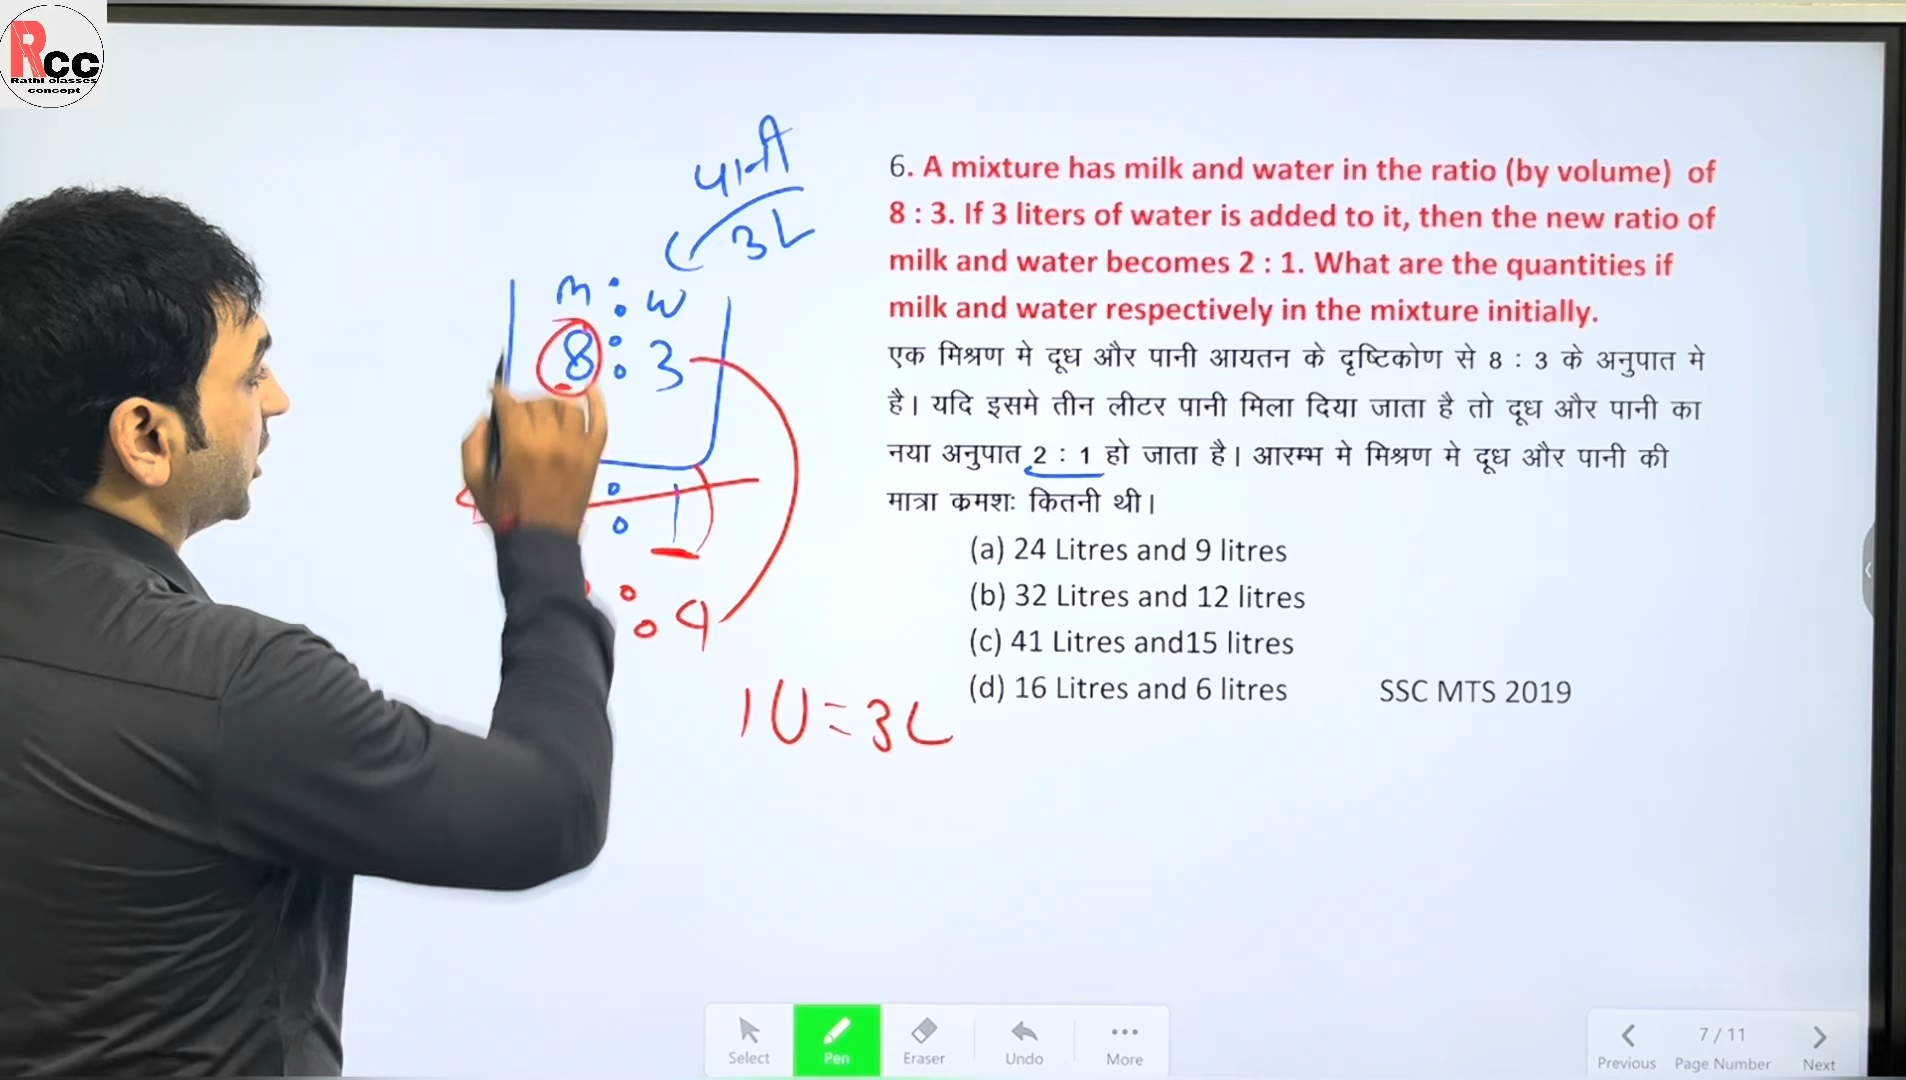 Rcc
Rathi classes
concept
पानी
3L
M : W
8 : 3
: 1
: 4
1U=3L
6. A mixture has milk and water in the ratio (by volume) of
8 : 3. If 3 liters of water is added to it, then the new ratio of
milk and water becomes 2 : 1. What are the quantities if
milk and water respectively in the mixture initially.
एक मिश्रण मे दूध और पानी आयतन के दृष्टिकोण से 8 : 3 के अनुपात मे
है। यदि इसमे तीन लीटर पानी मिला दिया जाता है तो दूध और पानी का
नया अनुपात 2 : 1 हो जाता है। आरम्भ मे मिश्रण मे दूध और पानी की
मात्रा क्रमशः कितनी थी।
(a) 24 Litres and 9 litres
(b) 32 Litres and 12 litres
(c) 41 Litres and15 litres
(d) 16 Litres and 6 litres SSC MTS 2019
Select Pen Eraser Undo More
7 / 11
Previous Page Number Next